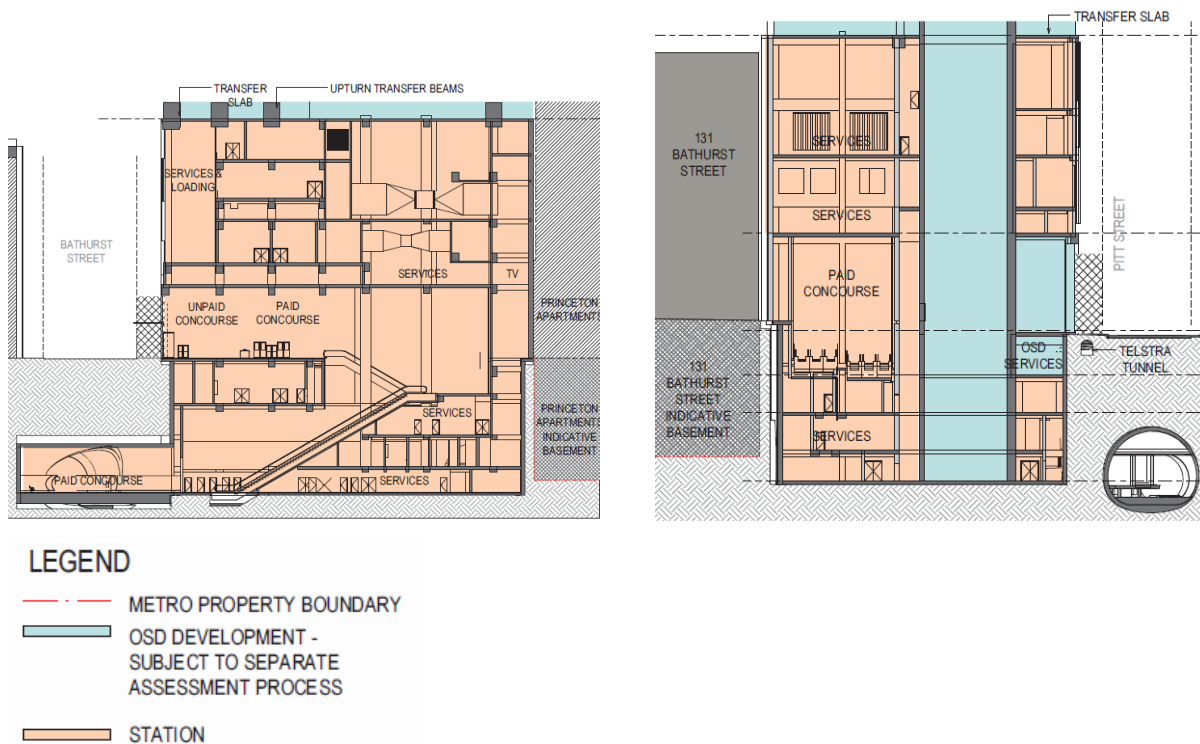 TRANSFER
SLAB
UPTURN TRANSFER BEAMS
SERVICES &
LOADING
BATHURST
STREET
SERVICES
TV
UNPAID
CONCOURSE
PAID
CONCOURSE
PRINCETON
APARTMENTS
SERVICES
PRINCETON
APARTMENTS
INDICATIVE
BASEMENT
PAID CONCOURSE
SERVICES
TRANSFER SLAB
131
BATHURST
STREET
SERVICES
SERVICES
PITT STREET
PAID
CONCOURSE
OSD
SERVICES
TELSTRA
TUNNEL
131
BATHURST
STREET
INDICATIVE
BASEMENT
SERVICES
LEGEND
METRO PROPERTY BOUNDARY
OSD DEVELOPMENT -
SUBJECT TO SEPARATE
ASSESSMENT PROCESS
STATION